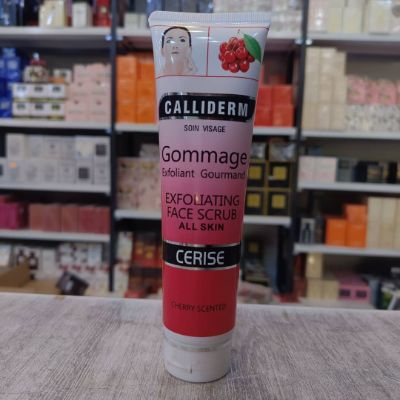 CALLIDERM
SOIN VISAGE
Gommage
Exfoliant Gourmand
EXFOLIATING
FACE SCRUB
ALL SKIN
CERISE
CHERRY SCENTED